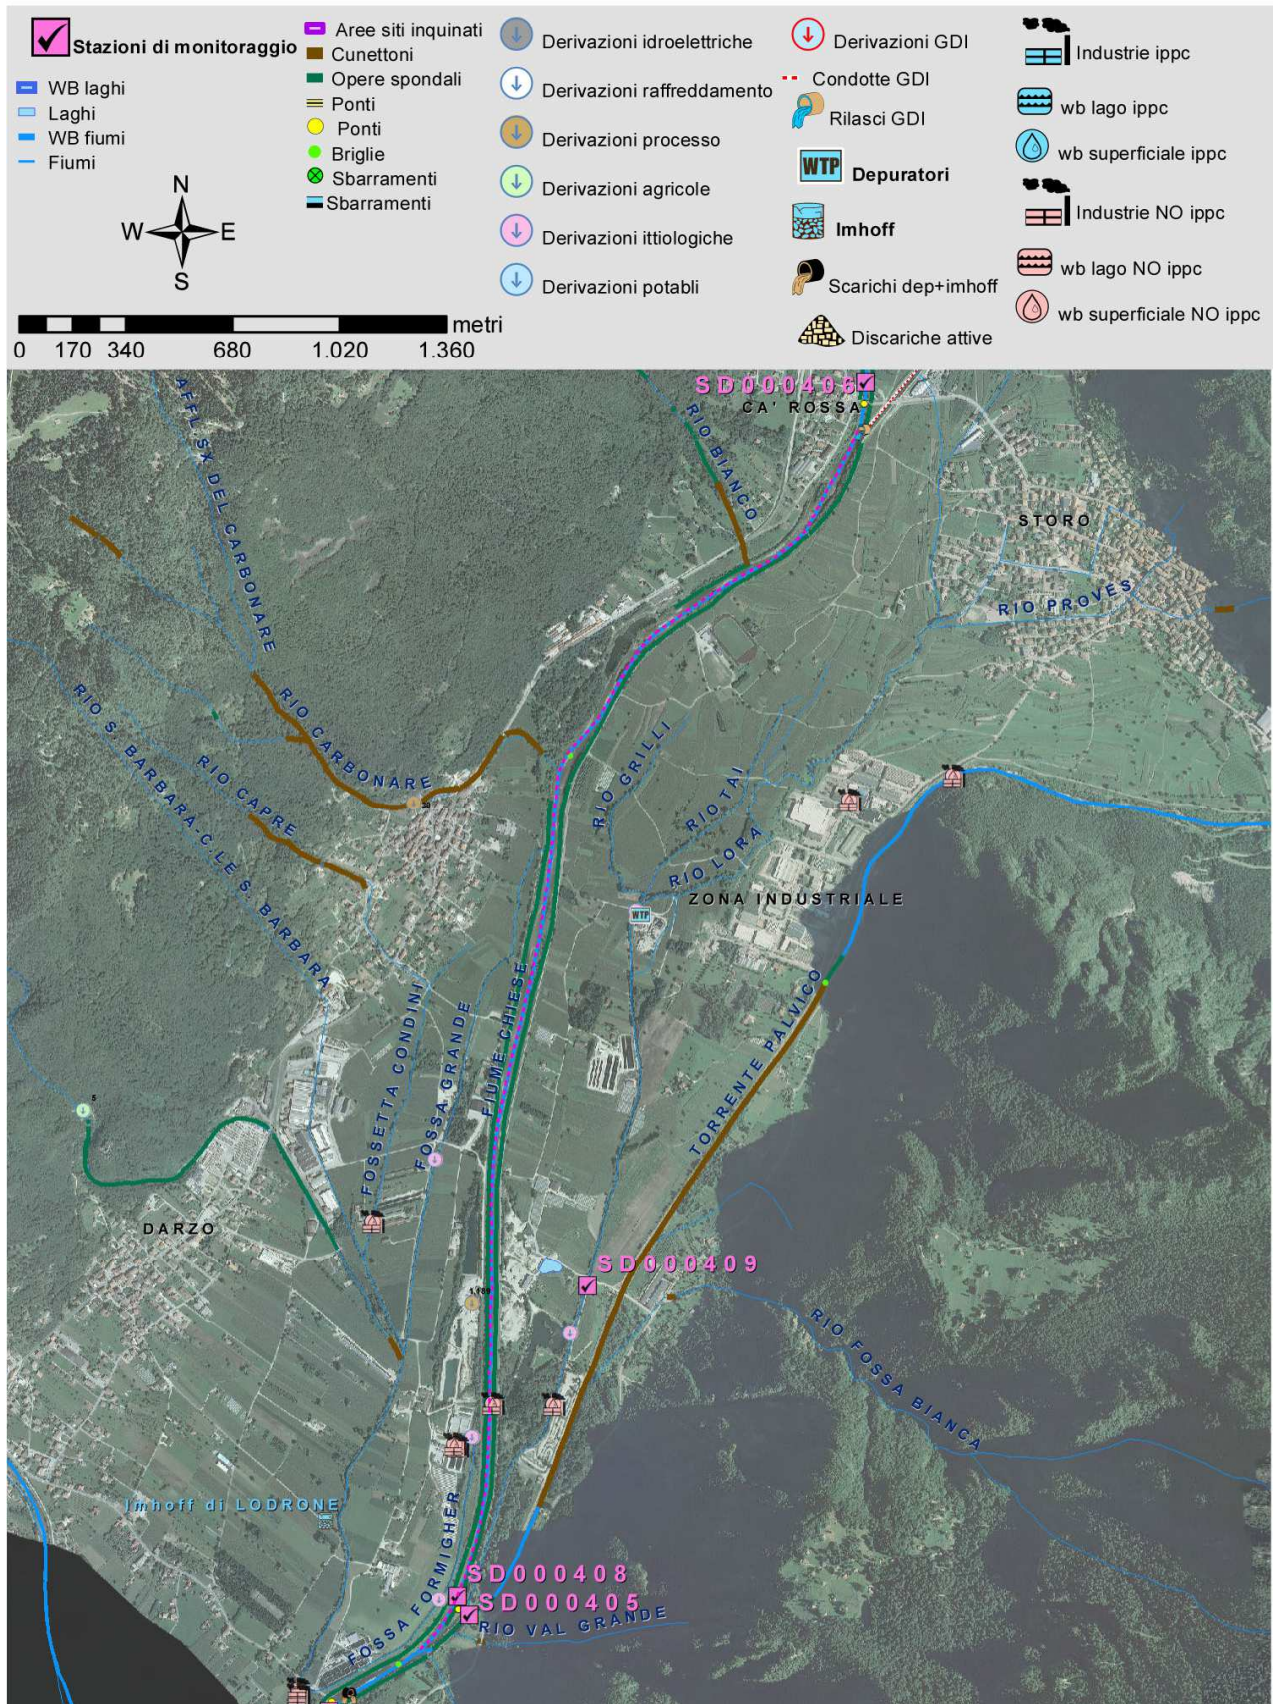 Stazioni di monitoraggio
WB laghi
Laghi
WB fiumi
Fiumi
Aree siti inquinati
Cunettoni
Opere spondali
Ponti
Ponti
Briglie
Sbarramenti
Sbarramenti
Derivazioni idroelettriche
Derivazioni raffreddamento
Derivazioni processo
Derivazioni agricole
Derivazioni ittiologiche
Derivazioni potabili
Derivazioni GDI
Condotte GDI
Rilasci GDI
WTP Depuratori
Imhoff
Scarichi dep+imhoff
Discariche attive
Industrie ippc
wb lago ippc
wb superficiale ippc
Industrie NO ippc
wb lago NO ippc
wb superficiale NO ippc
N
W E
S
metri
0 170 340 680 1.020 1.360
SD000406
CA' ROSSA
AFFL.SX DEL CARBONARE
RIO BIANCO
STORO
RIO PROVES
RIO S. BARBARA-C.LE S. BARBARA
RIO CARBONARE
RIO CAPRE
RIO GRILLI
RIO TAI
RIO LORA
ZONA INDUSTRIALE
WTP
FOSSETTA CONDINI
FOSSA GRANDE
FIUME CHIESE
TORRENTE PALVICO
5
DARZO
SD000409
RIO FOSSA BIANCA
Imhoff di LODRONE
FOSSA FORMIGHER
SD000408
SD000405
RIO VAL GRANDE